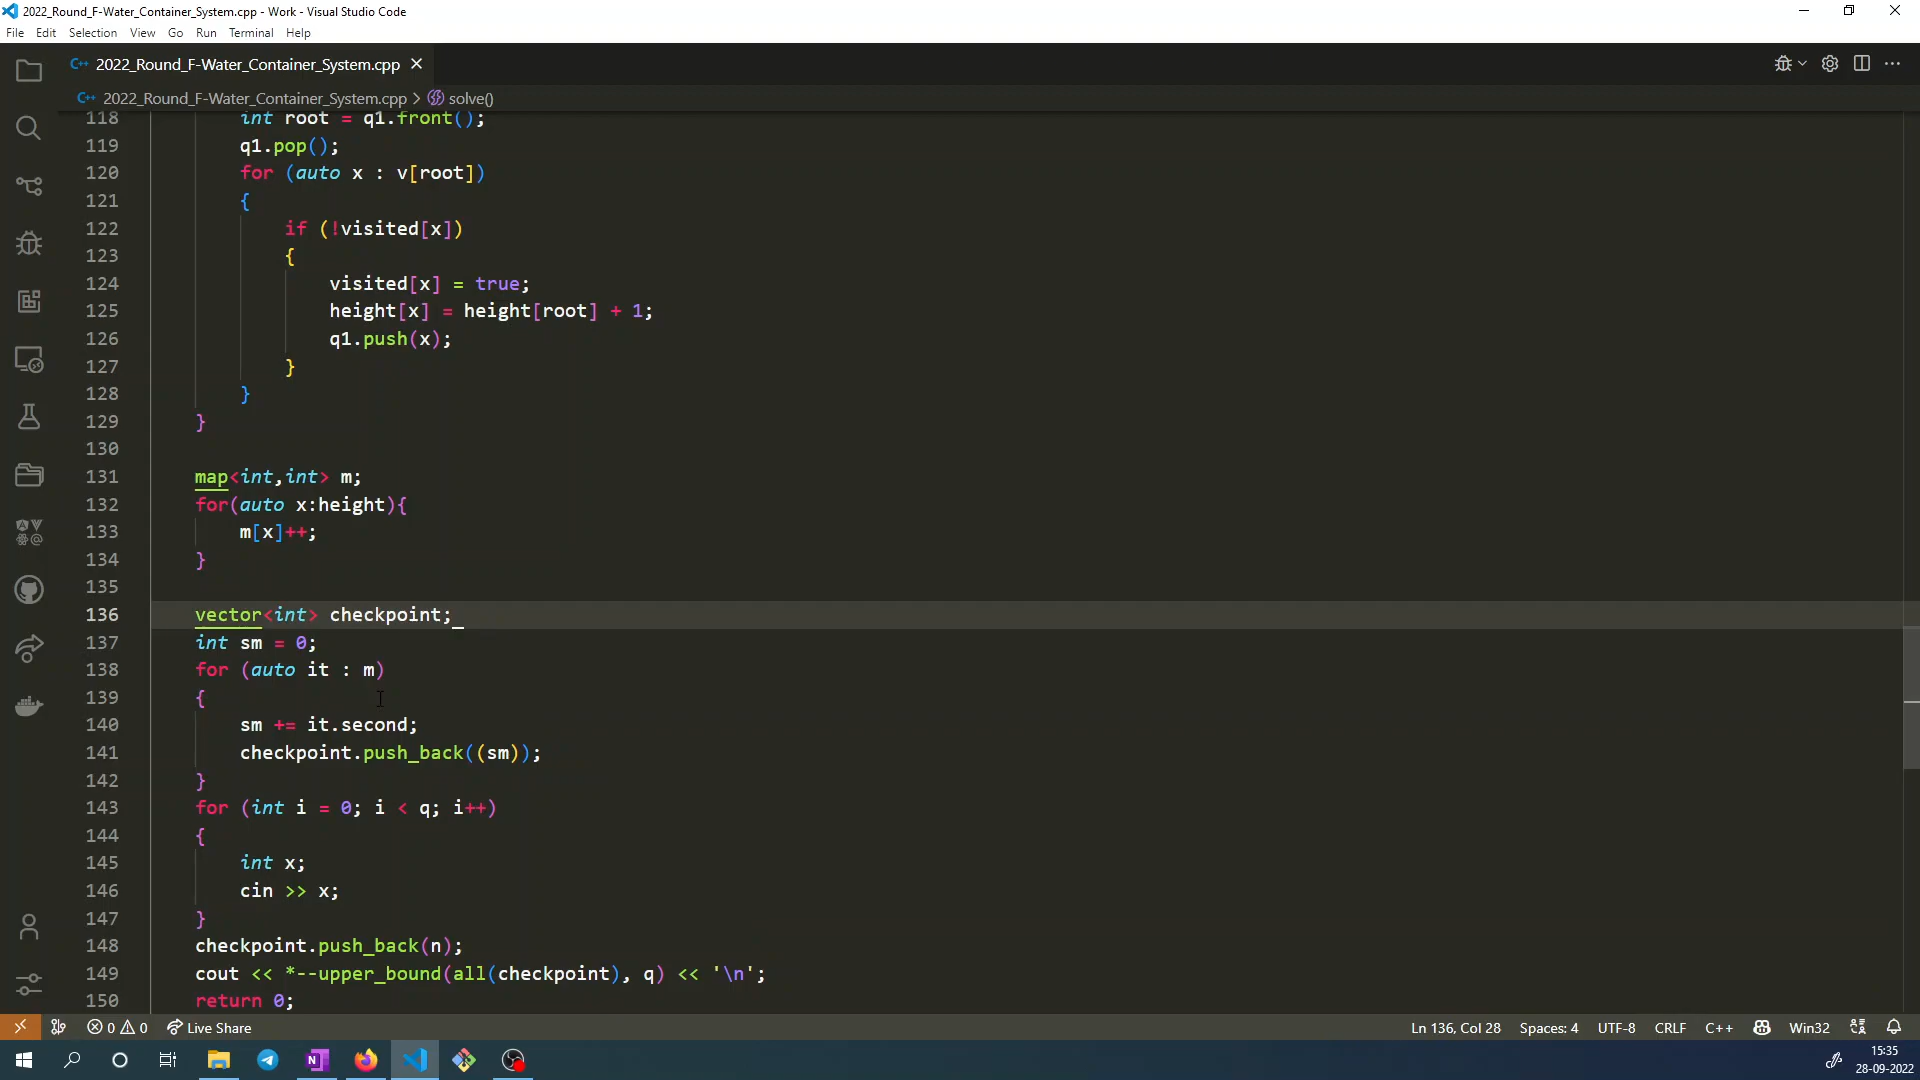 2022_Round_F-Water_Container_System.cpp - Work - Visual Studio Code
File Edit Selection View Go Run Terminal Help
C++ 2022_Round_F-Water_Container_System.cpp
C++ 2022_Round_F-Water_Container_System.cpp > solve()
118 int root = q1.front();
119 q1.pop();
120 for (auto x : v[root])
121 {
122 if (!visited[x])
123 {
124 visited[x] = true;
125 height[x] = height[root] + 1;
126 q1.push(x);
127 }
128 }
129 }
130
131 map<int,int> m;
132 for(auto x:height){
133 m[x]++;
134 }
135
136 vector<int> checkpoint;
137 int sm = 0;
138 for (auto it : m)
139 {
140 sm += it.second;
141 checkpoint.push_back((sm));
142 }
143 for (int i = 0; i < q; i++)
144 {
145 int x;
146 cin >> x;
147 }
148 checkpoint.push_back(n);
149 cout << *--upper_bound(all(checkpoint), q) << '\n';
150 return 0;
0 0 Live Share Ln 136, Col 28 Spaces: 4 UTF-8 CRLF C++ Win32
15:35
28-09-2022